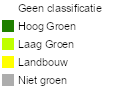 Geen classificatie
Hoog Groen
Laag Groen
Landbouw
Niet groen